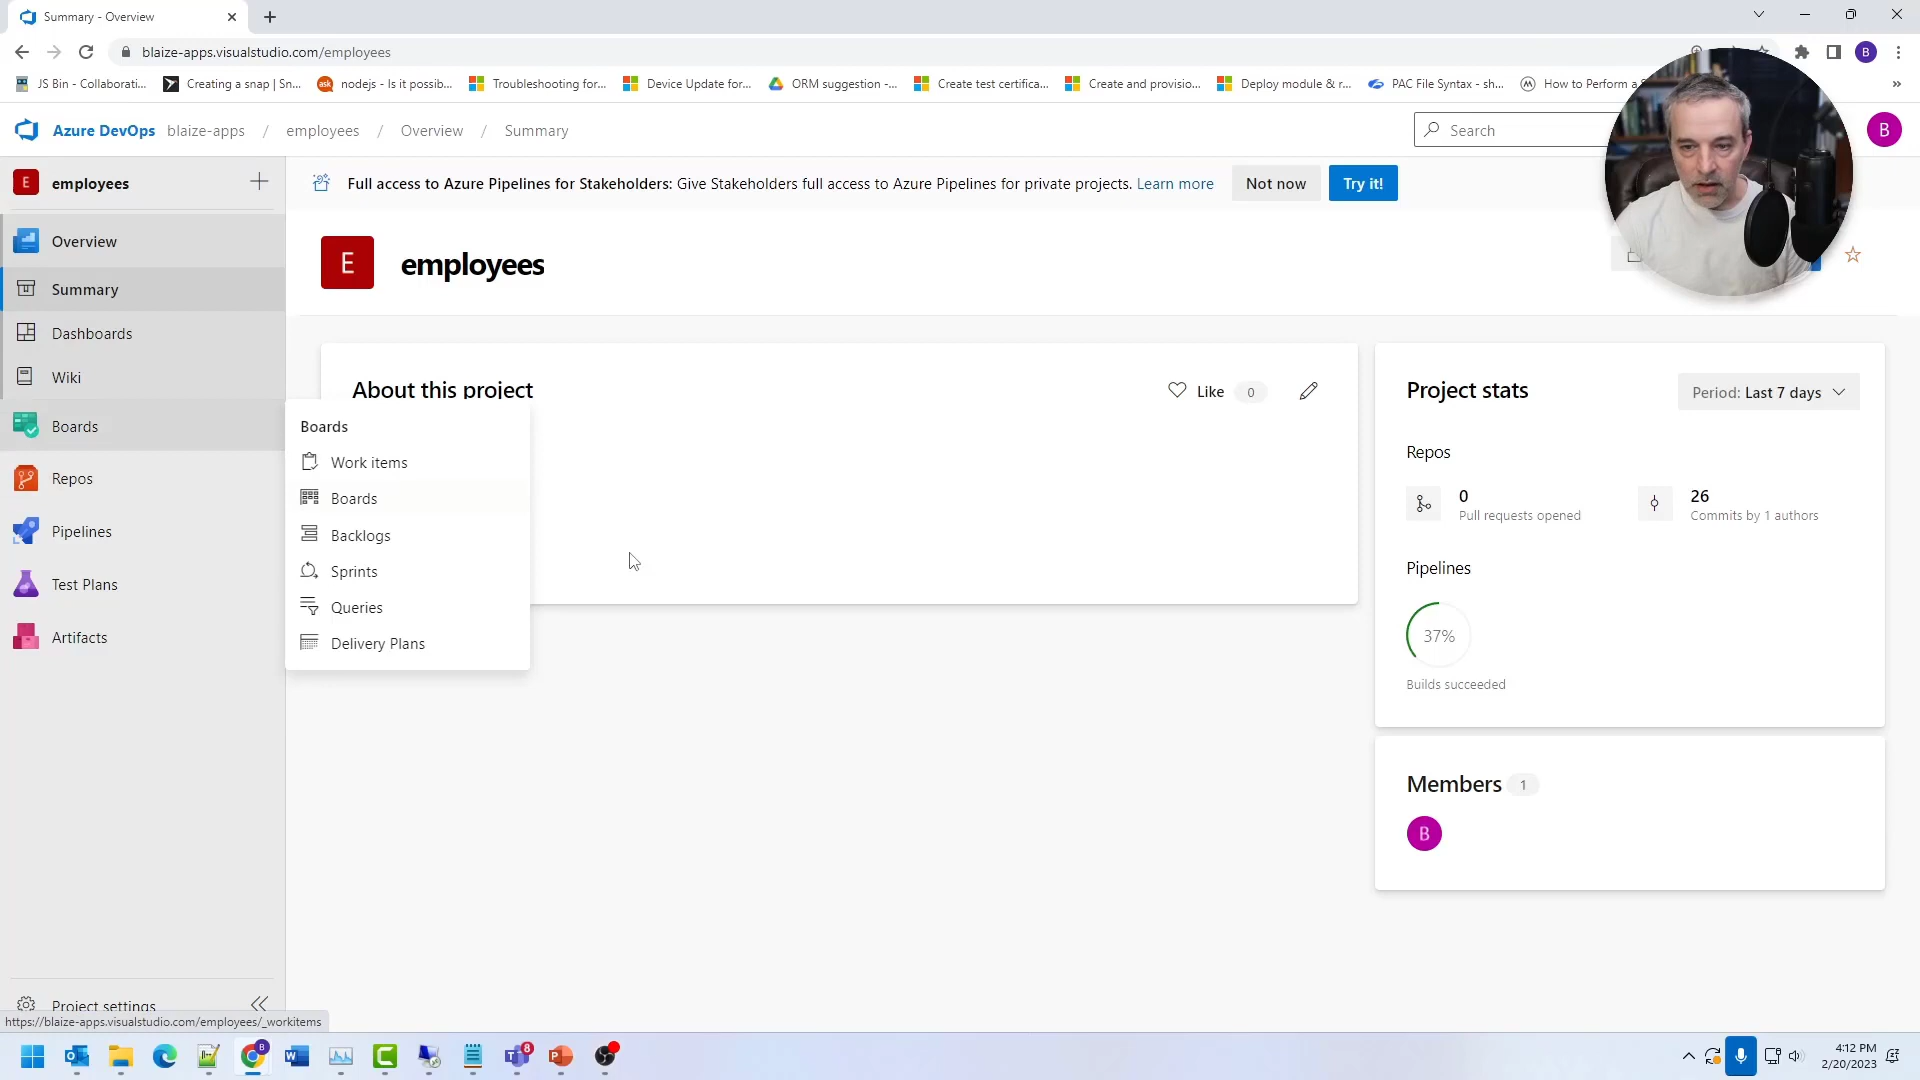 Summary - Overview
blaize-apps.visualstudio.com/employees
B
JS Bin - Collaborati...
Creating a snap | Sn...
ask
nodejs - Is it possib...
Troubleshooting for...
Device Update for...
ORM suggestion -...
Create test certifica...
Create and provisio...
Deploy module & r...
PAC File Syntax - sh...
How to Perform a S
»
Azure DevOps blaize-apps / employees / Overview / Summary
Search
B
E employees
Full access to Azure Pipelines for Stakeholders: Give Stakeholders full access to Azure Pipelines for private projects. Learn more
Not now
Try it!
Overview
Summary
Dashboards
Wiki
Boards
Repos
Pipelines
Test Plans
Artifacts
Project settings
https://blaize-apps.visualstudio.com/employees/_workitems
E employees
About this project
Like 0
Boards
Work items
Boards
Backlogs
Sprints
Queries
Delivery Plans
Project stats
Period: Last 7 days
Repos
0
Pull requests opened
26
Commits by 1 authors
Pipelines
37%
Builds succeeded
Members 1
B
B
8
4:12 PM
2/20/2023